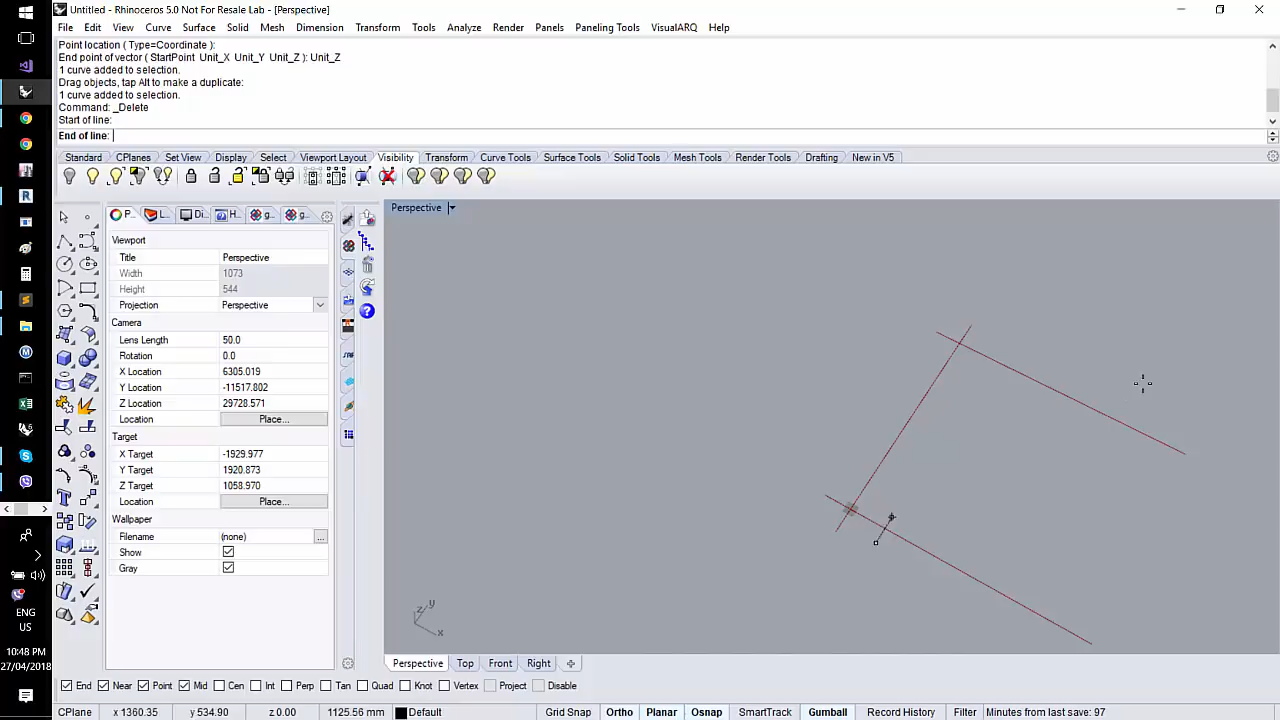 Untitled - Rhinoceros 5.0 Not For Resale Lab - [Perspective]
File Edit View Curve Surface Solid Mesh Dimension Transform Tools Analyze Render Panels Paneling Tools VisualARQ Help
Point location ( Type=Coordinate ):
End point of vector ( StartPoint Unit_X Unit_Y Unit_Z ): Unit_Z
1 curve added to selection.
Drag objects, tap Alt to make a duplicate:
1 curve added to selection.
Command: _Delete
Start of line:
End of line:
Standard CPlanes Set View Display Select Viewport Layout Visibility Transform Curve Tools Surface Tools Solid Tools Mesh Tools Render Tools Drafting New in V5
P... L... Di... H... g... g...
Perspective
Viewport
Title Perspective
Width 1073
Height 544
Projection Perspective
Camera
Lens Length 50.0
Rotation 0.0
X Location 6305.019
Y Location -11517.802
Z Location 29728.571
Location Place...
Target
X Target -1929.977
Y Target 1920.873
Z Target 1058.970
Location Place...
Wallpaper
Filename (none) ...
Show
Gray
z y
x
ENG
US
10:48 PM
27/04/2018
Perspective Top Front Right
End Near Point Mid Cen Int Perp Tan Quad Knot Vertex Project Disable
CPlane x 1360.35 y 534.90 z 0.00 1125.56 mm Default Grid Snap Ortho Planar Osnap SmartTrack Gumball Record History Filter Minutes from last save: 97